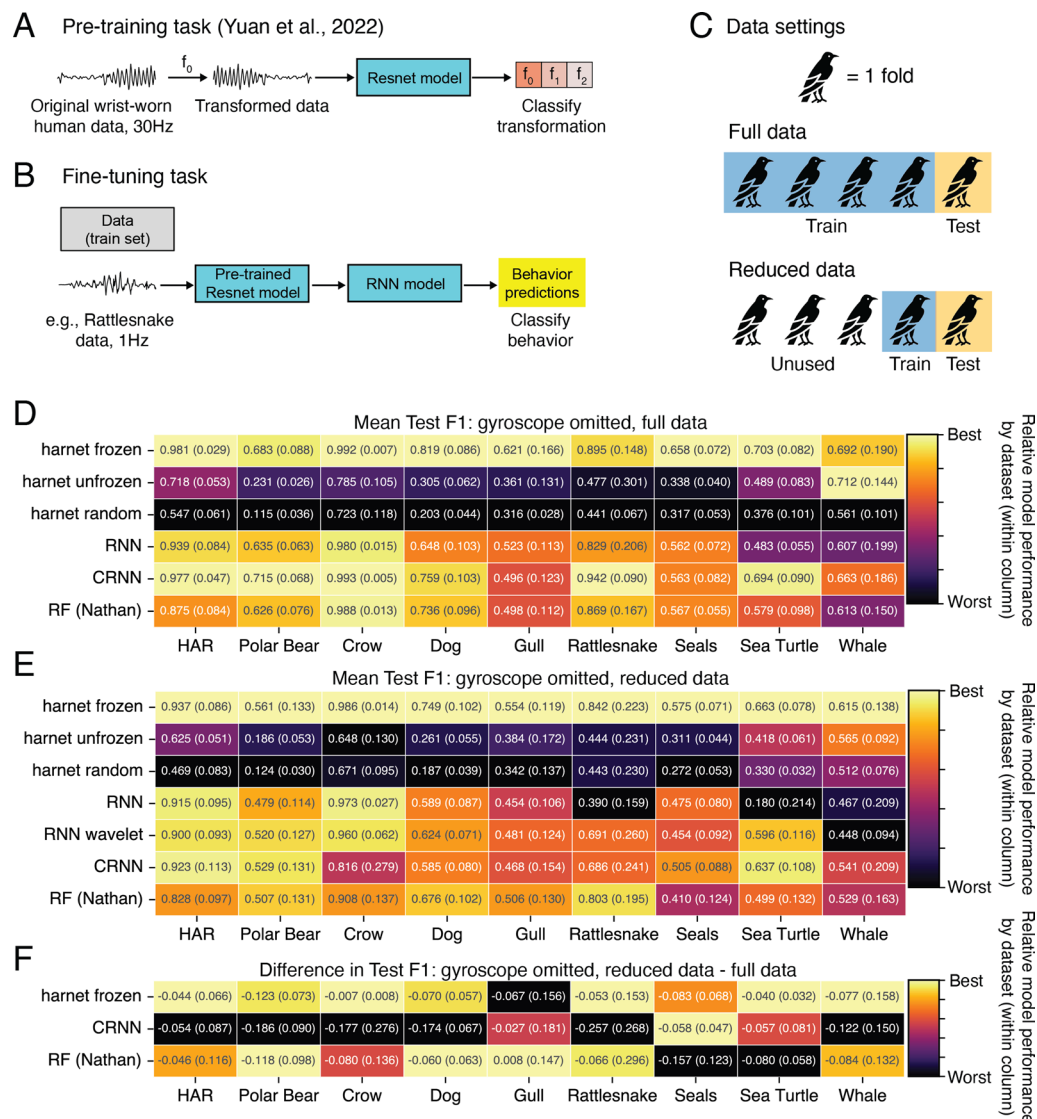 A Pre-training task (Yuan et al., 2022)
f0
Resnet model
f0 f1 f2
Original wrist-worn
human data, 30Hz
Transformed data
Classify
transformation
B Fine-tuning task
Data
(train set)
Pre-trained
Resnet model
RNN model
Behavior
predictions
e.g., Rattlesnake
data, 1Hz
Classify
behavior
C Data settings
= 1 fold
Full data
Train Test
Reduced data
Unused Train Test
D Mean Test F1: gyroscope omitted, full data
harnet frozen 0.981 (0.029) 0.683 (0.088) 0.992 (0.007) 0.819 (0.086) 0.621 (0.166) 0.895 (0.148) 0.658 (0.072) 0.703 (0.082) 0.692 (0.190)
harnet unfrozen 0.718 (0.053) 0.231 (0.026) 0.785 (0.105) 0.305 (0.062) 0.361 (0.131) 0.477 (0.301) 0.338 (0.040) 0.489 (0.083) 0.712 (0.144)
harnet random 0.547 (0.061) 0.115 (0.036) 0.723 (0.118) 0.203 (0.044) 0.316 (0.028) 0.441 (0.067) 0.317 (0.053) 0.376 (0.101) 0.561 (0.101)
RNN 0.939 (0.084) 0.635 (0.063) 0.980 (0.015) 0.648 (0.103) 0.523 (0.113) 0.829 (0.206) 0.562 (0.072) 0.483 (0.055) 0.607 (0.199)
CRNN 0.977 (0.047) 0.715 (0.068) 0.993 (0.005) 0.759 (0.103) 0.496 (0.123) 0.942 (0.090) 0.563 (0.082) 0.694 (0.090) 0.663 (0.186)
RF (Nathan) 0.875 (0.084) 0.626 (0.076) 0.988 (0.013) 0.736 (0.096) 0.498 (0.112) 0.869 (0.167) 0.567 (0.055) 0.579 (0.098) 0.613 (0.150)
HAR Polar Bear Crow Dog Gull Rattlesnake Seals Sea Turtle Whale
Best
Worst
Relative model performance
by dataset (within column)
E Mean Test F1: gyroscope omitted, reduced data
harnet frozen 0.937 (0.086) 0.561 (0.133) 0.986 (0.014) 0.749 (0.102) 0.554 (0.119) 0.842 (0.223) 0.575 (0.071) 0.663 (0.078) 0.615 (0.138)
harnet unfrozen 0.625 (0.051) 0.186 (0.053) 0.648 (0.130) 0.261 (0.055) 0.384 (0.172) 0.444 (0.231) 0.311 (0.044) 0.418 (0.061) 0.565 (0.092)
harnet random 0.469 (0.083) 0.124 (0.030) 0.671 (0.095) 0.187 (0.039) 0.342 (0.137) 0.443 (0.230) 0.272 (0.053) 0.330 (0.032) 0.512 (0.076)
RNN 0.915 (0.095) 0.479 (0.114) 0.973 (0.027) 0.589 (0.087) 0.454 (0.106) 0.390 (0.159) 0.475 (0.080) 0.180 (0.214) 0.467 (0.209)
RNN wavelet 0.900 (0.093) 0.520 (0.127) 0.960 (0.062) 0.624 (0.071) 0.481 (0.124) 0.691 (0.260) 0.454 (0.092) 0.596 (0.116) 0.448 (0.094)
CRNN 0.923 (0.113) 0.529 (0.131) 0.816 (0.279) 0.585 (0.080) 0.468 (0.154) 0.686 (0.241) 0.505 (0.088) 0.637 (0.108) 0.541 (0.209)
RF (Nathan) 0.828 (0.097) 0.507 (0.131) 0.908 (0.137) 0.676 (0.102) 0.506 (0.130) 0.803 (0.195) 0.410 (0.124) 0.499 (0.132) 0.529 (0.163)
HAR Polar Bear Crow Dog Gull Rattlesnake Seals Sea Turtle Whale
Best
Worst
Relative model performance
by dataset (within column)
F Difference in Test F1: gyroscope omitted, reduced data - full data
harnet frozen -0.044 (0.066) -0.123 (0.073) -0.007 (0.008) -0.070 (0.057) -0.067 (0.156) -0.053 (0.153) -0.083 (0.068) -0.040 (0.032) -0.077 (0.158)
CRNN -0.054 (0.087) -0.186 (0.090) -0.177 (0.276) -0.174 (0.067) -0.027 (0.181) -0.257 (0.268) -0.058 (0.047) -0.057 (0.081) -0.122 (0.150)
RF (Nathan) -0.046 (0.116) -0.118 (0.098) -0.080 (0.136) -0.060 (0.063) 0.008 (0.147) -0.066 (0.296) -0.157 (0.123) -0.080 (0.058) -0.084 (0.132)
HAR Polar Bear Crow Dog Gull Rattlesnake Seals Sea Turtle Whale
Best
Worst
Relative model performance
by dataset (within column)